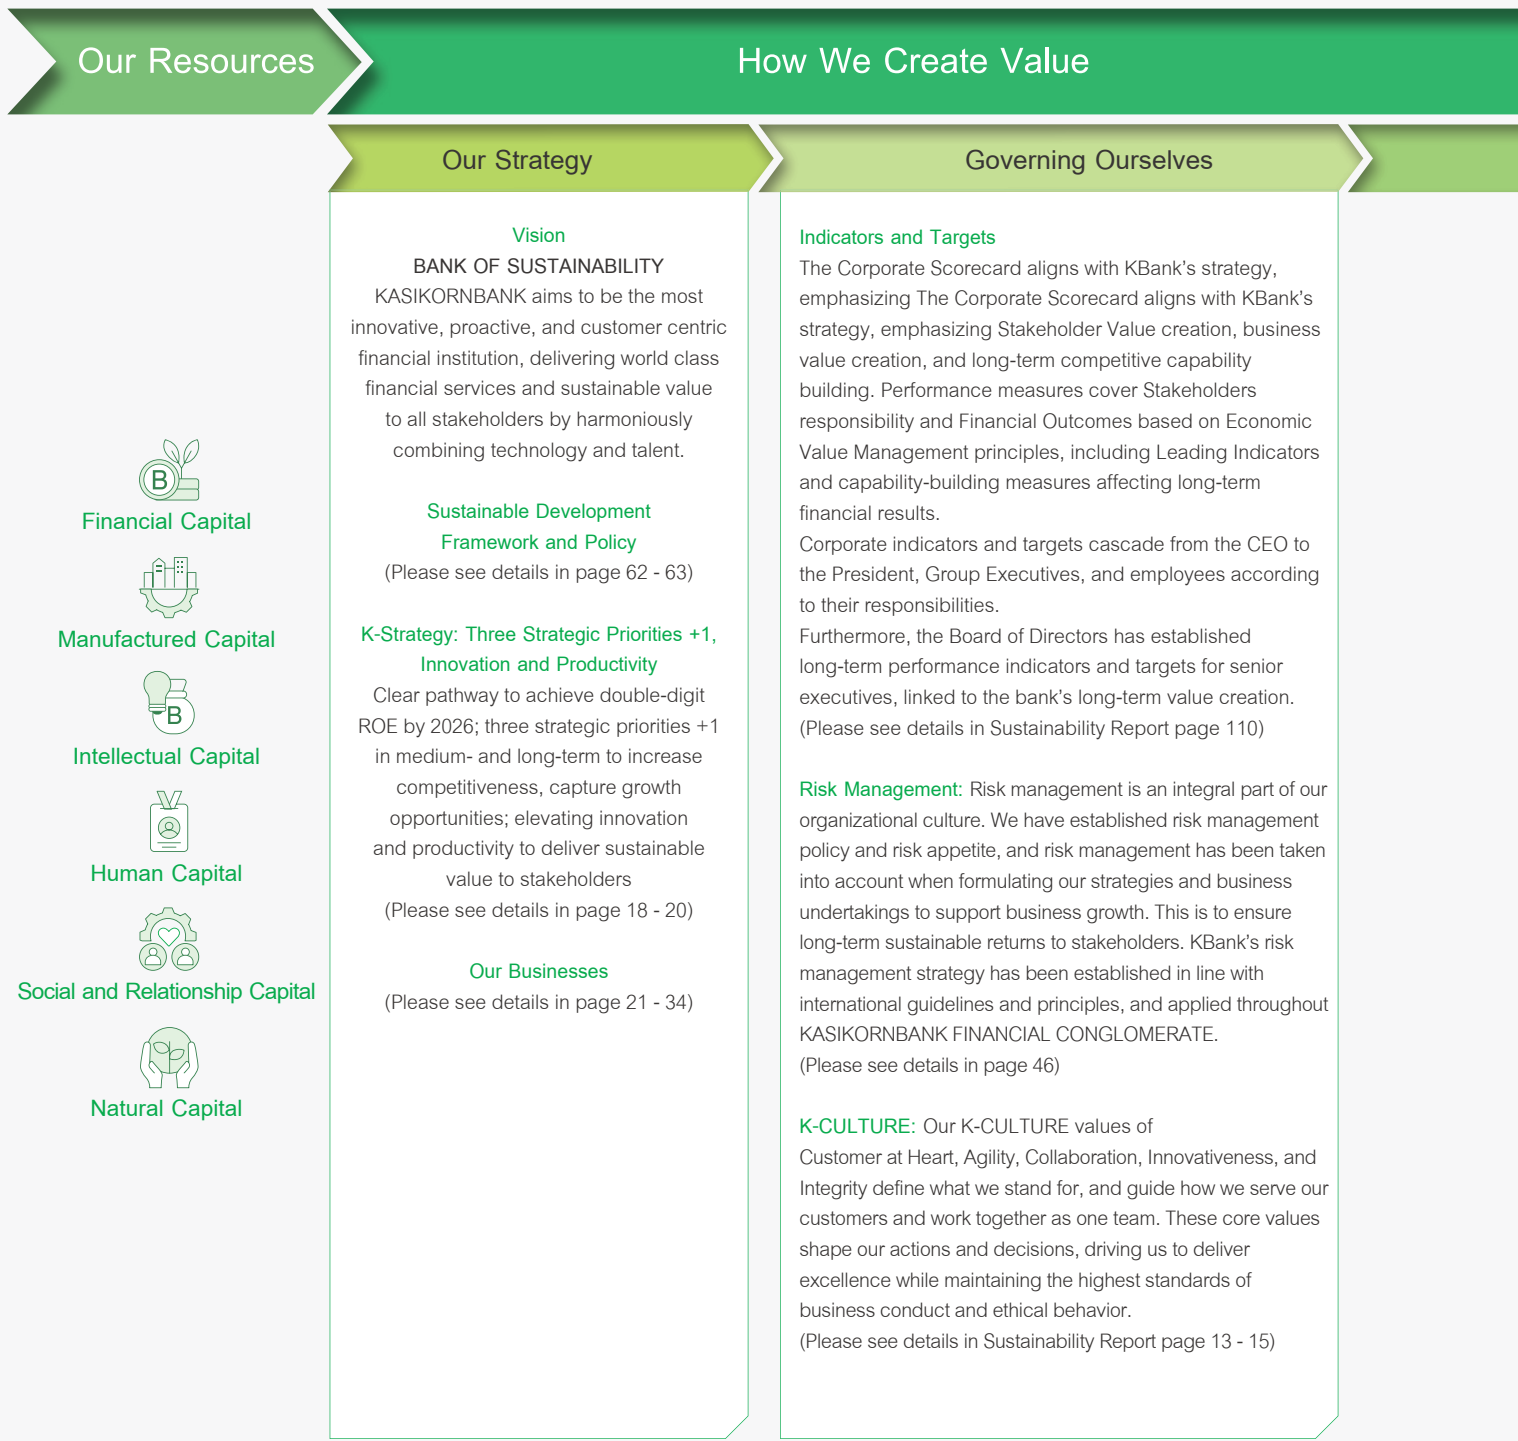 Our Resources
How We Create Value
Our Strategy
Governing Ourselves
B
Financial Capital
Manufactured Capital
B
Intellectual Capital
Human Capital
Social and Relationship Capital
Natural Capital
Vision
BANK OF SUSTAINABILITY
KASIKORNBANK aims to be the most
innovative, proactive, and customer centric
financial institution, delivering world class
financial services and sustainable value
to all stakeholders by harmoniously
combining technology and talent.
Sustainable Development
Framework and Policy
(Please see details in page 62 - 63)
K-Strategy: Three Strategic Priorities +1,
Innovation and Productivity
Clear pathway to achieve double-digit
ROE by 2026; three strategic priorities +1
in medium- and long-term to increase
competitiveness, capture growth
opportunities; elevating innovation
and productivity to deliver sustainable
value to stakeholders
(Please see details in page 18 - 20)
Our Businesses
(Please see details in page 21 - 34)
Indicators and Targets
The Corporate Scorecard aligns with KBank's strategy,
emphasizing The Corporate Scorecard aligns with KBank's
strategy, emphasizing Stakeholder Value creation, business
value creation, and long-term competitive capability
building. Performance measures cover Stakeholders
responsibility and Financial Outcomes based on Economic
Value Management principles, including Leading Indicators
and capability-building measures affecting long-term
financial results.
Corporate indicators and targets cascade from the CEO to
the President, Group Executives, and employees according
to their responsibilities.
Furthermore, the Board of Directors has established
long-term performance indicators and targets for senior
executives, linked to the bank's long-term value creation.
(Please see details in Sustainability Report page 110)
Risk Management: Risk management is an integral part of our
organizational culture. We have established risk management
policy and risk appetite, and risk management has been taken
into account when formulating our strategies and business
undertakings to support business growth. This is to ensure
long-term sustainable returns to stakeholders. KBank's risk
management strategy has been established in line with
international guidelines and principles, and applied throughout
KASIKORNBANK FINANCIAL CONGLOMERATE.
(Please see details in page 46)
K-CULTURE: Our K-CULTURE values of
Customer at Heart, Agility, Collaboration, Innovativeness, and
Integrity define what we stand for, and guide how we serve our
customers and work together as one team. These core values
shape our actions and decisions, driving us to deliver
excellence while maintaining the highest standards of
business conduct and ethical behavior.
(Please see details in Sustainability Report page 13 - 15)